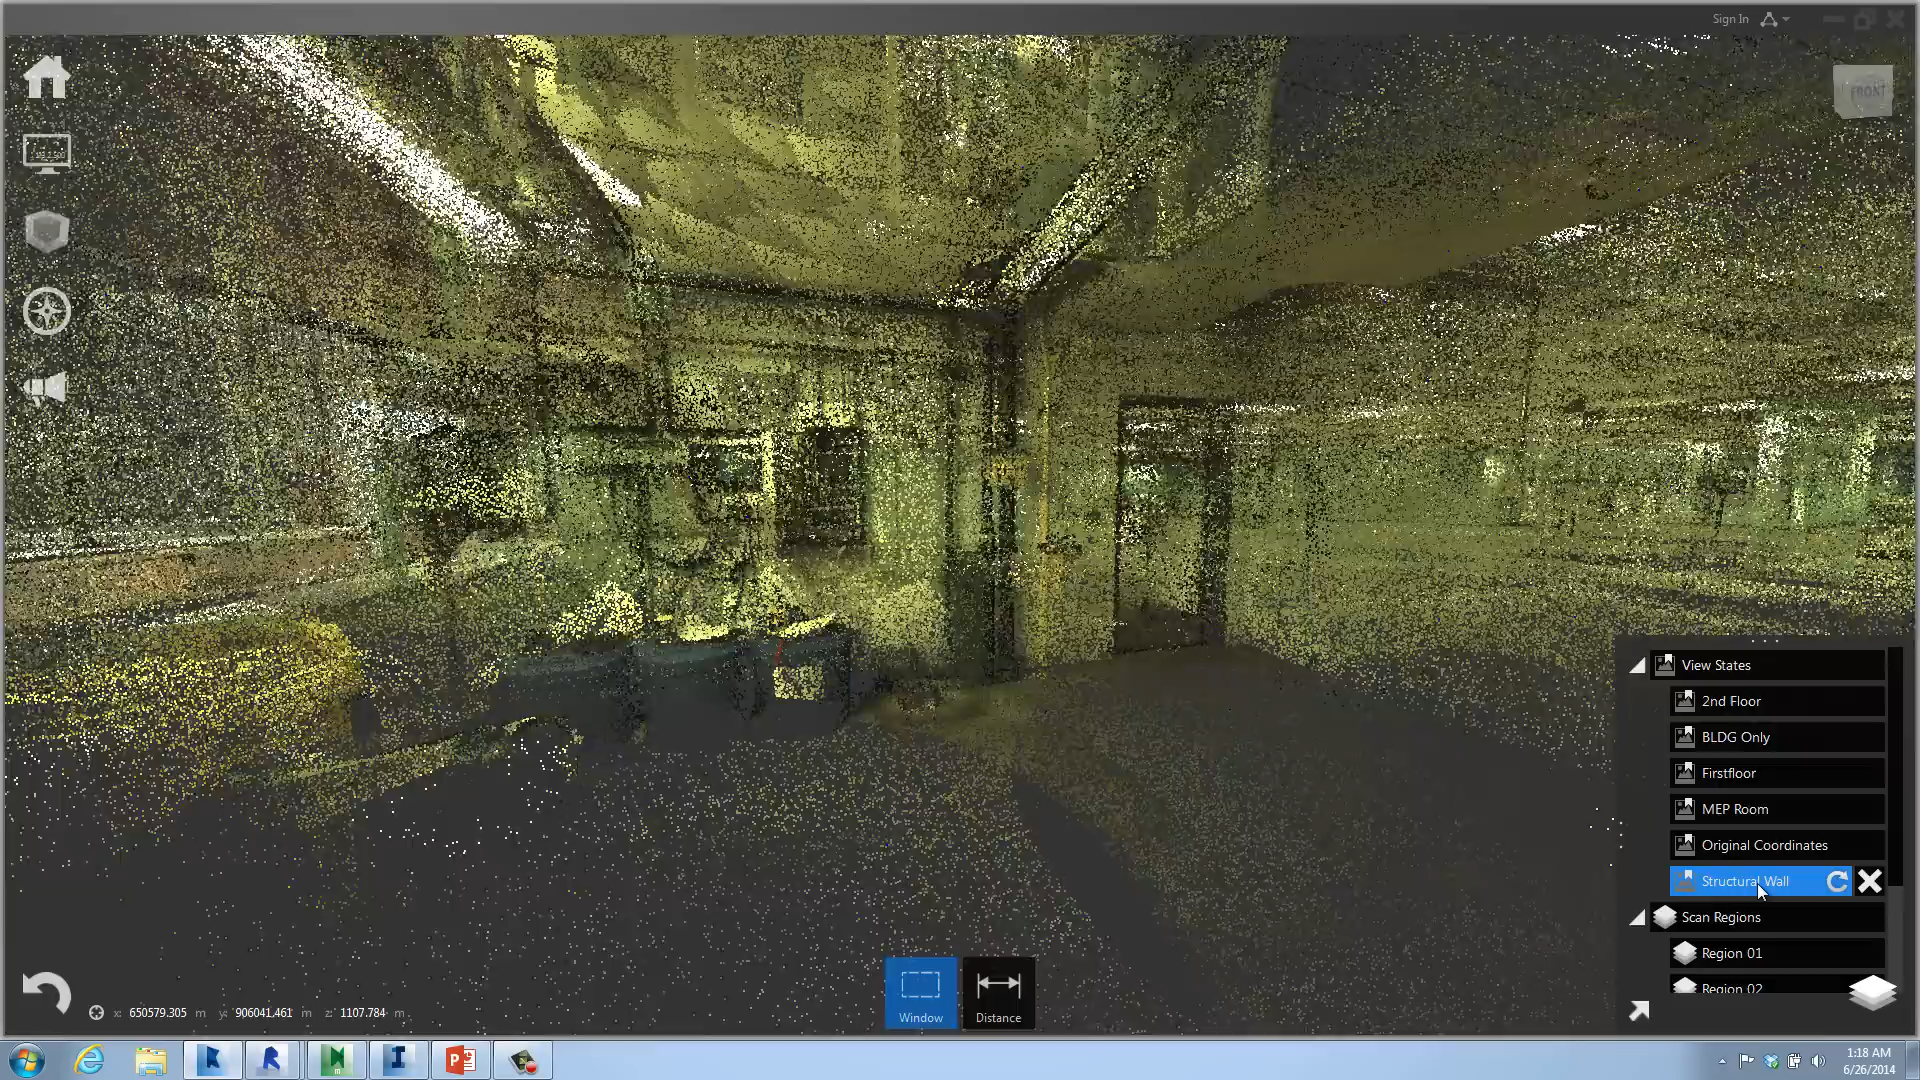 Sign In
FRONT
View States
2nd Floor
BLDG Only
Firstfloor
MEP Room
Original Coordinates
Structural Wall
Scan Regions
Region 01
Region 02
x: 650579.305 m y: 906041.461 m z: 1107.784 m
Window
Distance
1:18 AM
6/26/2014